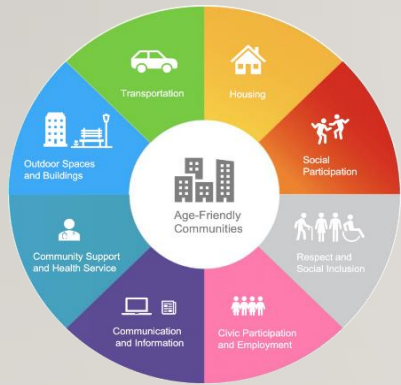 Transportation
Housing
Social
Participation
Respect and
Social Inclusion
Civic Participation
and Employment
Communication
and Information
Community Support
and Health Service
Outdoor Spaces
and Buildings
Age-Friendly
Communities